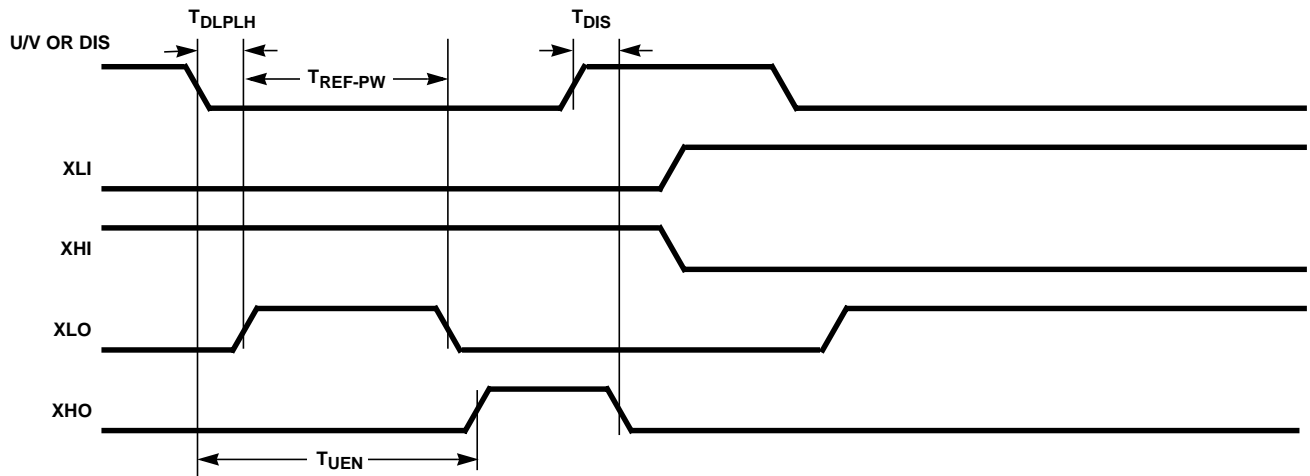 T_DLPLH
T_DIS
U/V OR DIS
T_REF-PW
XLI
XHI
XLO
XHO
T_UEN